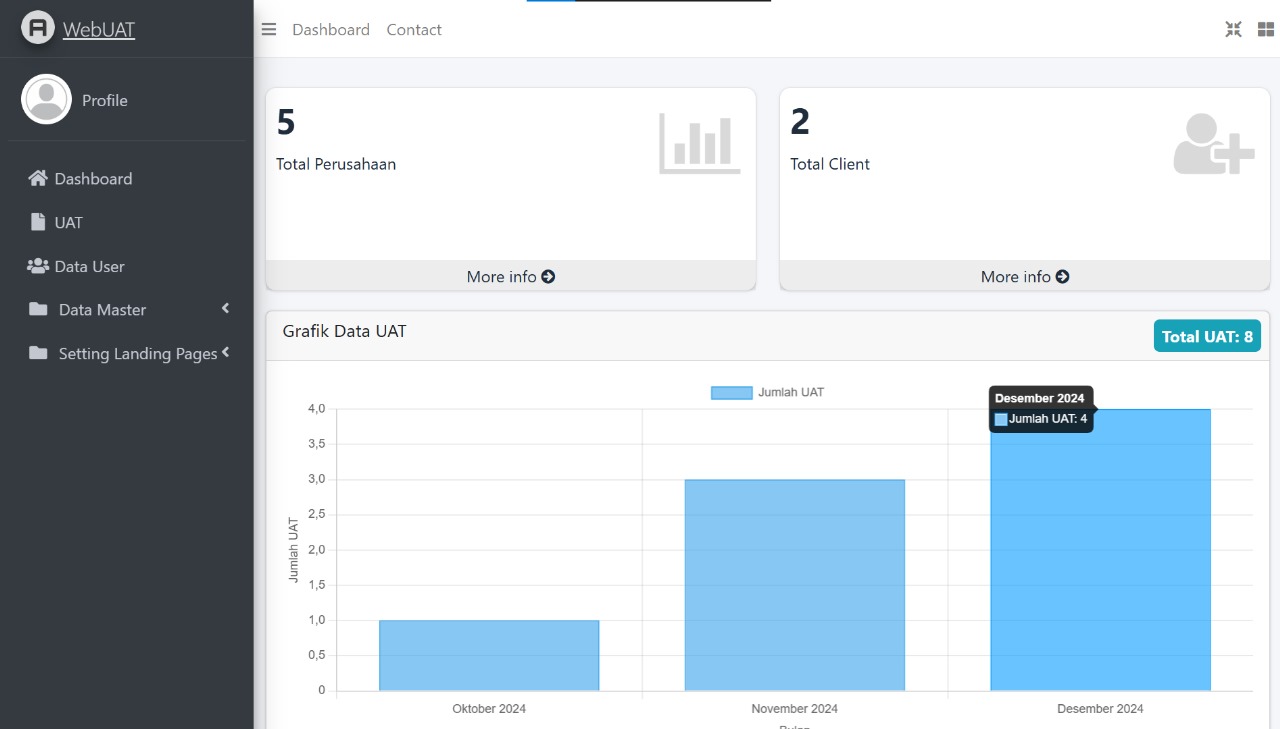 WebUAT
Dashboard Contact
Profile
Dashboard
UAT
Data User
Data Master
Setting Landing Pages
5
Total Perusahaan
More info
2
Total Client
More info
Grafik Data UAT
Total UAT: 8
Jumlah UAT
Desember 2024
Jumlah UAT: 4
Jumlah UAT
4,0
3,5
3,0
2,5
2,0
1,5
1,0
0,5
0
Oktober 2024 November 2024 Desember 2024